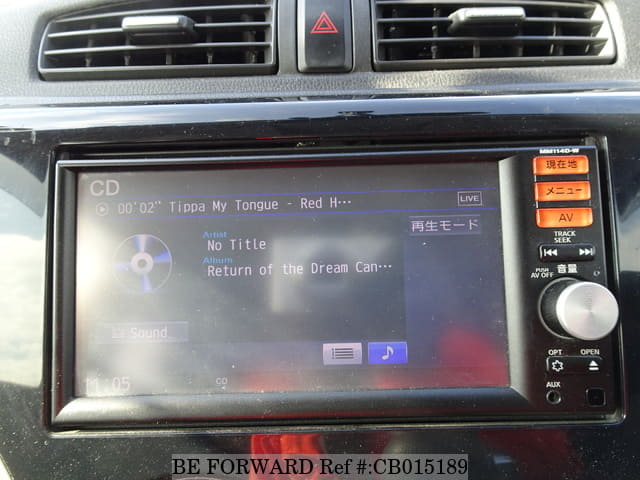 MM114D-W
CD
00'02" Tippa My Tongue - Red H…
LIVE
Artist
No Title
Album
Return of the Dream Can…
再生モード
Sound
11:05
CD
現在地
メニュー
AV
TRACK
SEEK
PUSH
AV OFF
音量
OPT
OPEN
AUX
BE FORWARD Ref #:CB015189